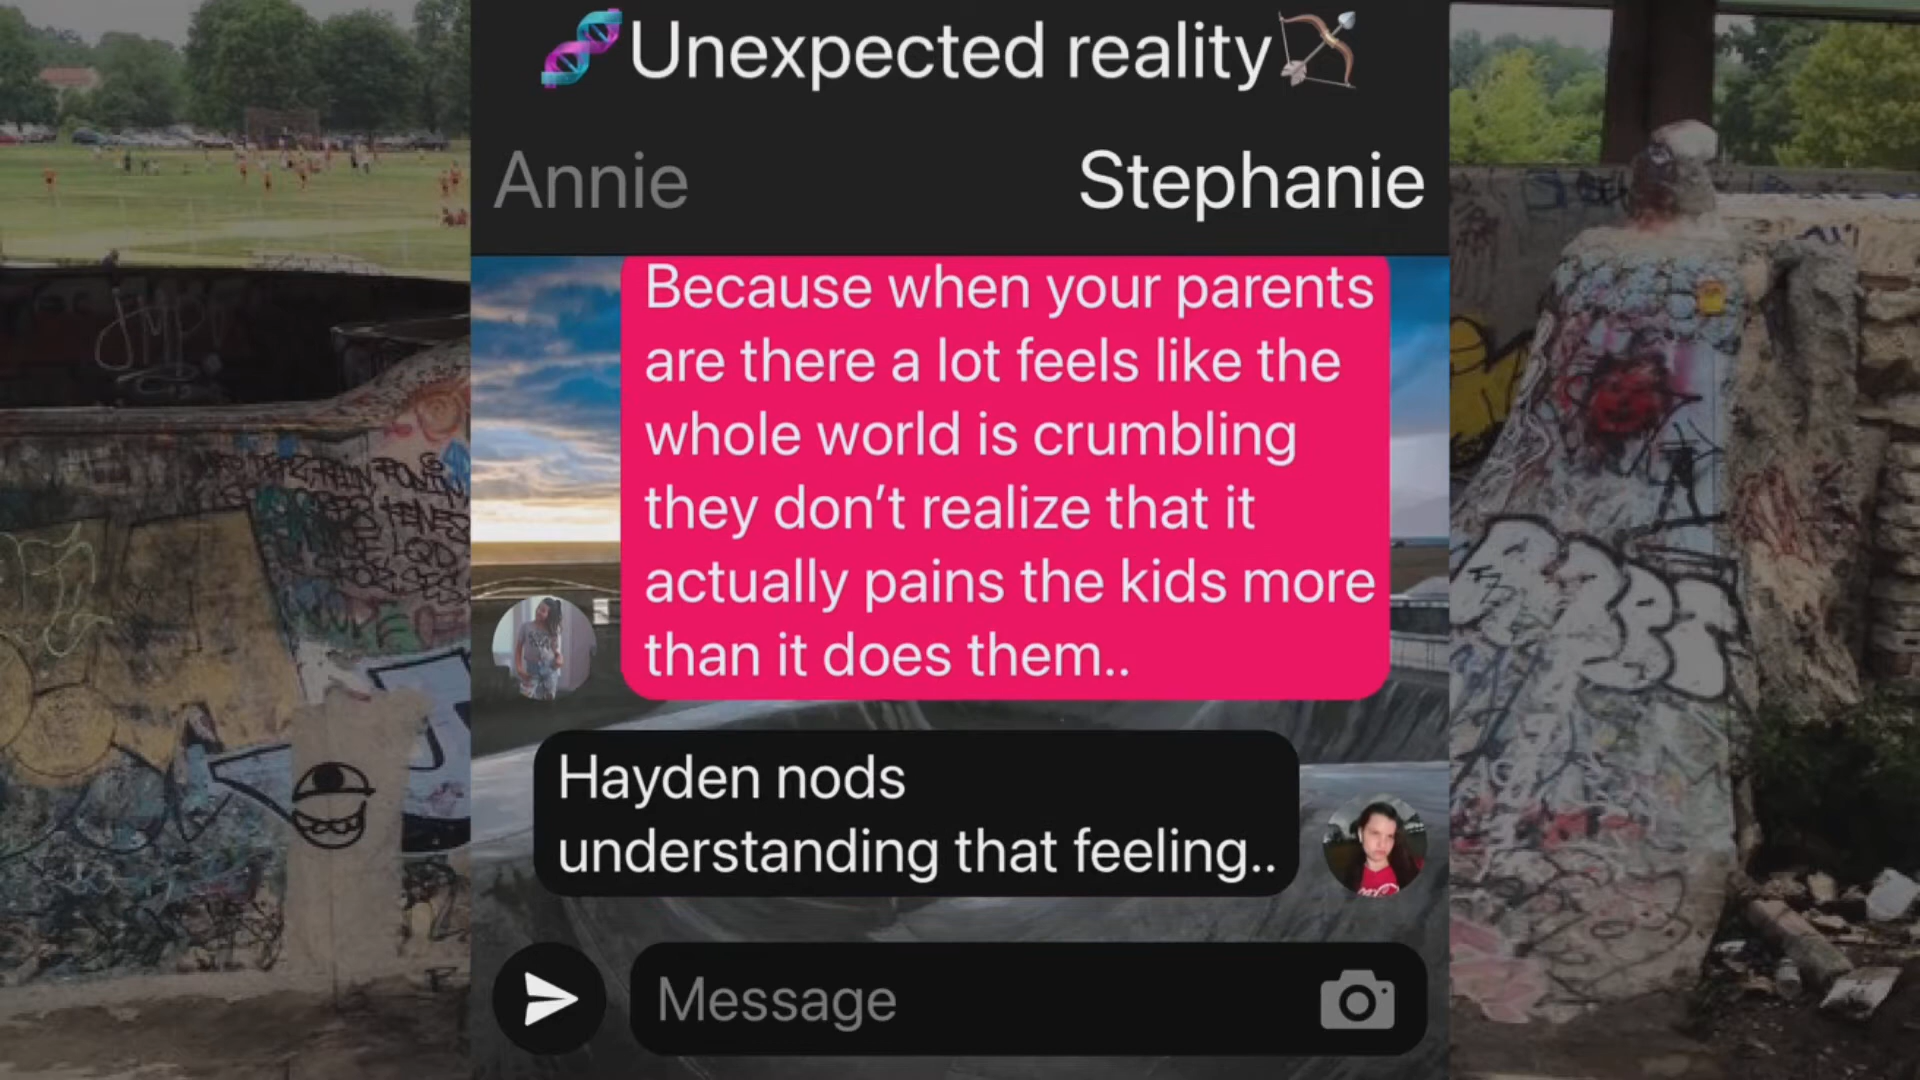 🧬Unexpected reality🏹
Annie
Stephanie
Because when your parents
are there a lot feels like the
whole world is crumbling
they don’t realize that it
actually pains the kids more
than it does them..
Hayden nods
understanding that feeling..
Message